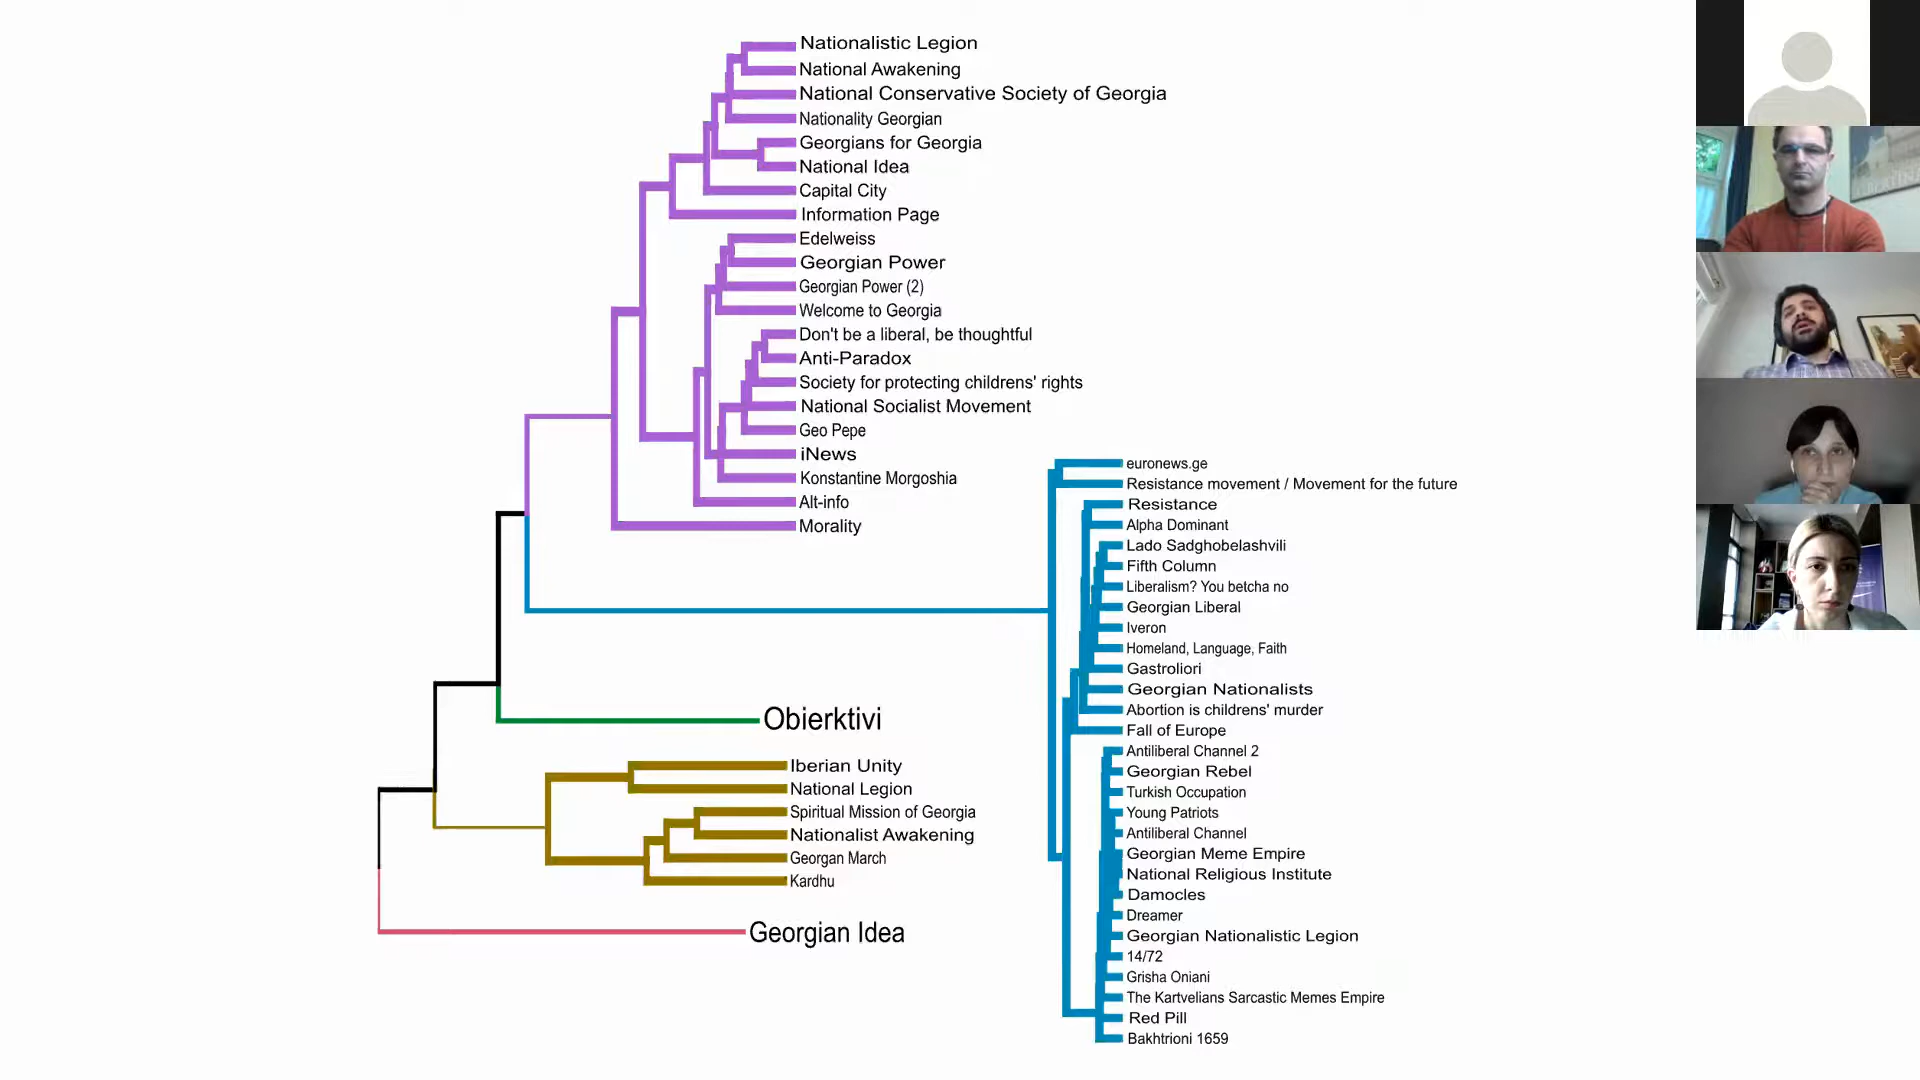 Nationalistic Legion
National Awakening
National Conservative Society of Georgia
Nationality Georgian
Georgians for Georgia
National Idea
Capital City
Information Page
Edelweiss
Georgian Power
Georgian Power (2)
Welcome to Georgia
Don't be a liberal, be thoughtful
Anti-Paradox
Society for protecting childrens' rights
National Socialist Movement
Geo Pepe
iNews
Konstantine Morgoshia
Alt-info
Morality
euronews.ge
Resistance movement / Movement for the future
Resistance
Alpha Dominant
Lado Sadghobelashvili
Fifth Column
Liberalism? You betcha no
Georgian Liberal
Iveron
Homeland, Language, Faith
Gastroliori
Georgian Nationalists
Abortion is childrens' murder
Fall of Europe
Antiliberal Channel 2
Georgian Rebel
Turkish Occupation
Young Patriots
Antiliberal Channel
Georgian Meme Empire
National Religious Institute
Damocles
Dreamer
Georgian Nationalistic Legion
14/72
Grisha Oniani
The Kartvelians Sarcastic Memes Empire
Red Pill
Bakhtrioni 1659
Obierktivi
Iberian Unity
National Legion
Spiritual Mission of Georgia
Nationalist Awakening
Georgan March
Kardhu
Georgian Idea